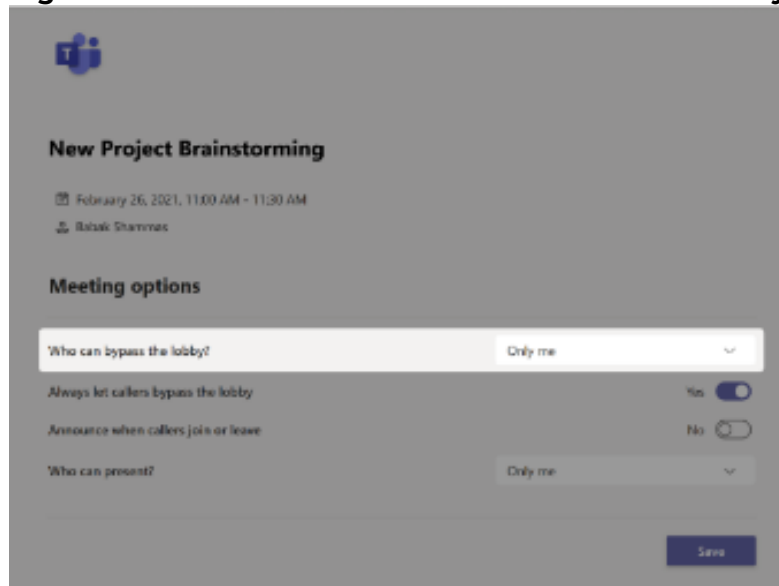 T
New Project Brainstorming
February 26, 2021, 11:00 AM - 11:30 AM
Babak Shammas
Meeting options
Who can bypass the lobby? Only me
Always let callers bypass the lobby Yes
Announce when callers join or leave No
Who can present? Only me
Save